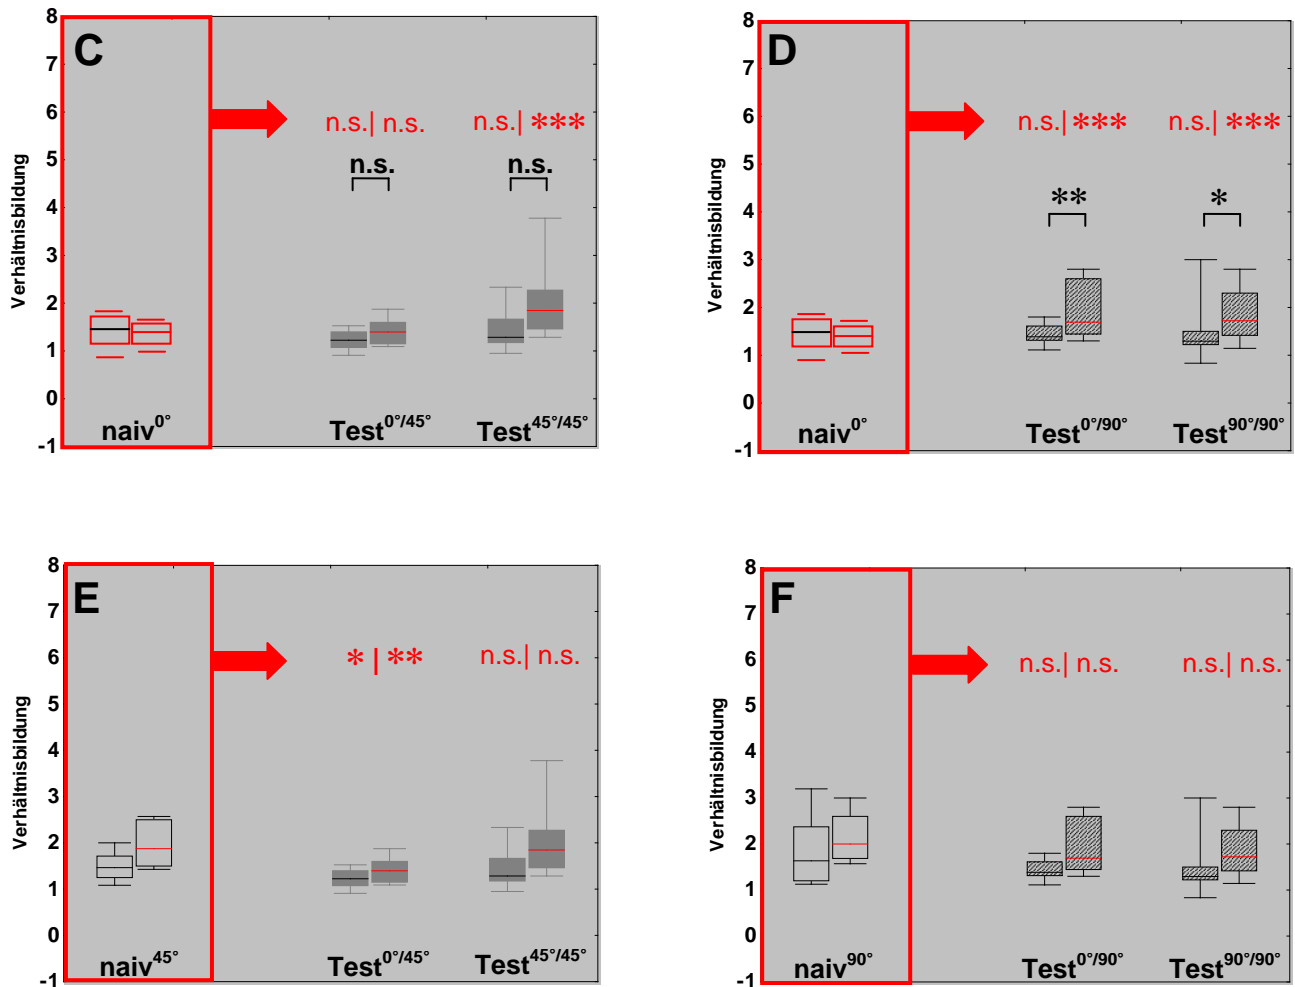 C
Verhältnisbildung
8
7
6
5
4
3
2
1
0
-1
n.s.| n.s.
n.s.| ***
n.s.
n.s.
naiv0°
Test0°/45°
Test45°/45°
D
Verhältnisbildung
8
7
6
5
4
3
2
1
0
-1
n.s.| ***
n.s.| ***
**
*
naiv0°
Test0°/90°
Test90°/90°
E
Verhältnisbildung
8
7
6
5
4
3
2
1
0
-1
* | **
n.s.| n.s.
naiv45°
Test0°/45°
Test45°/45°
F
Verhältnisbildung
8
7
6
5
4
3
2
1
0
-1
n.s.| n.s.
n.s.| n.s.
naiv90°
Test0°/90°
Test90°/90°